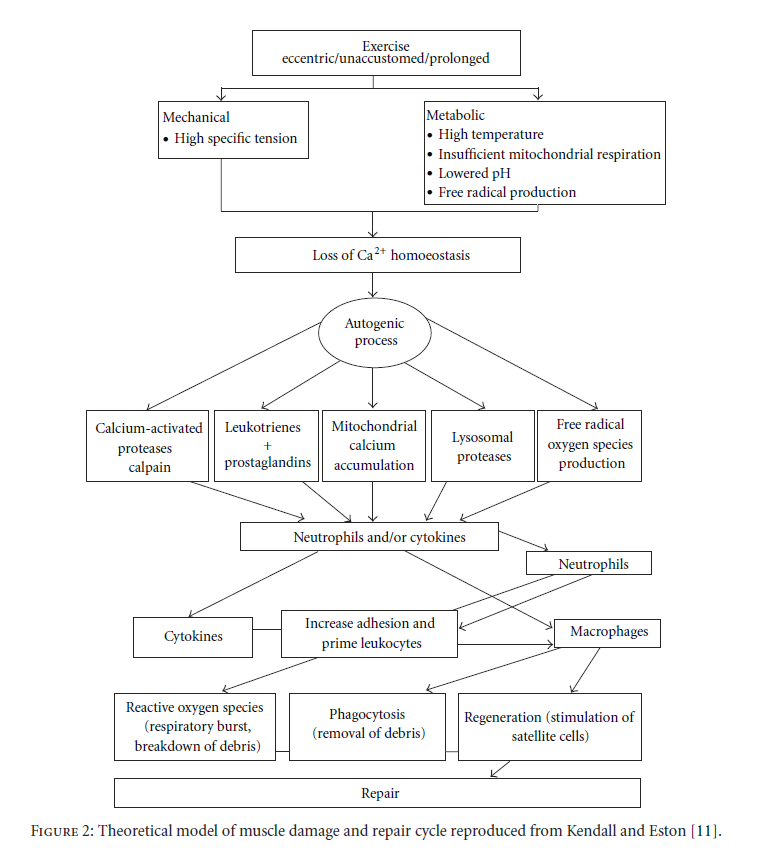 Exercise
eccentric/unaccustomed/prolonged
Mechanical
• High specific tension
Metabolic
• High temperature
• Insufficient mitochondrial respiration
• Lowered pH
• Free radical production
Loss of Ca²⁺ homoeostasis
Autogenic
process
Calcium-activated
proteases
calpain
Leukotrienes
+
prostaglandins
Mitochondrial
calcium
accumulation
Lysosomal
proteases
Free radical
oxygen species
production
Neutrophils and/or cytokines
Neutrophils
Cytokines
Increase adhesion and
prime leukocytes
Macrophages
Reactive oxygen species
(respiratory burst,
breakdown of debris)
Phagocytosis
(removal of debris)
Regeneration (stimulation of
satellite cells)
Repair
Figure 2: Theoretical model of muscle damage and repair cycle reproduced from Kendall and Eston [11].